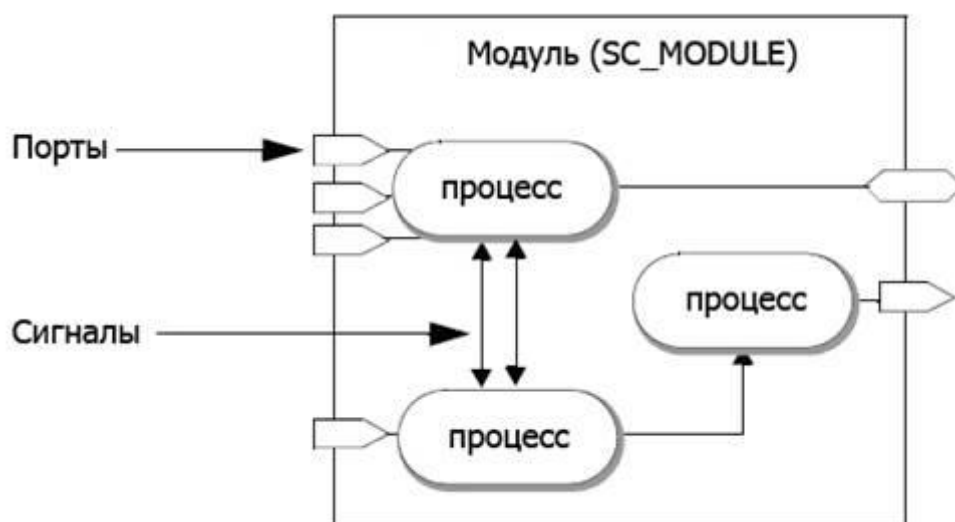 Модуль (SC_MODULE)
Порты
процесс
процесс
Сигналы
процесс